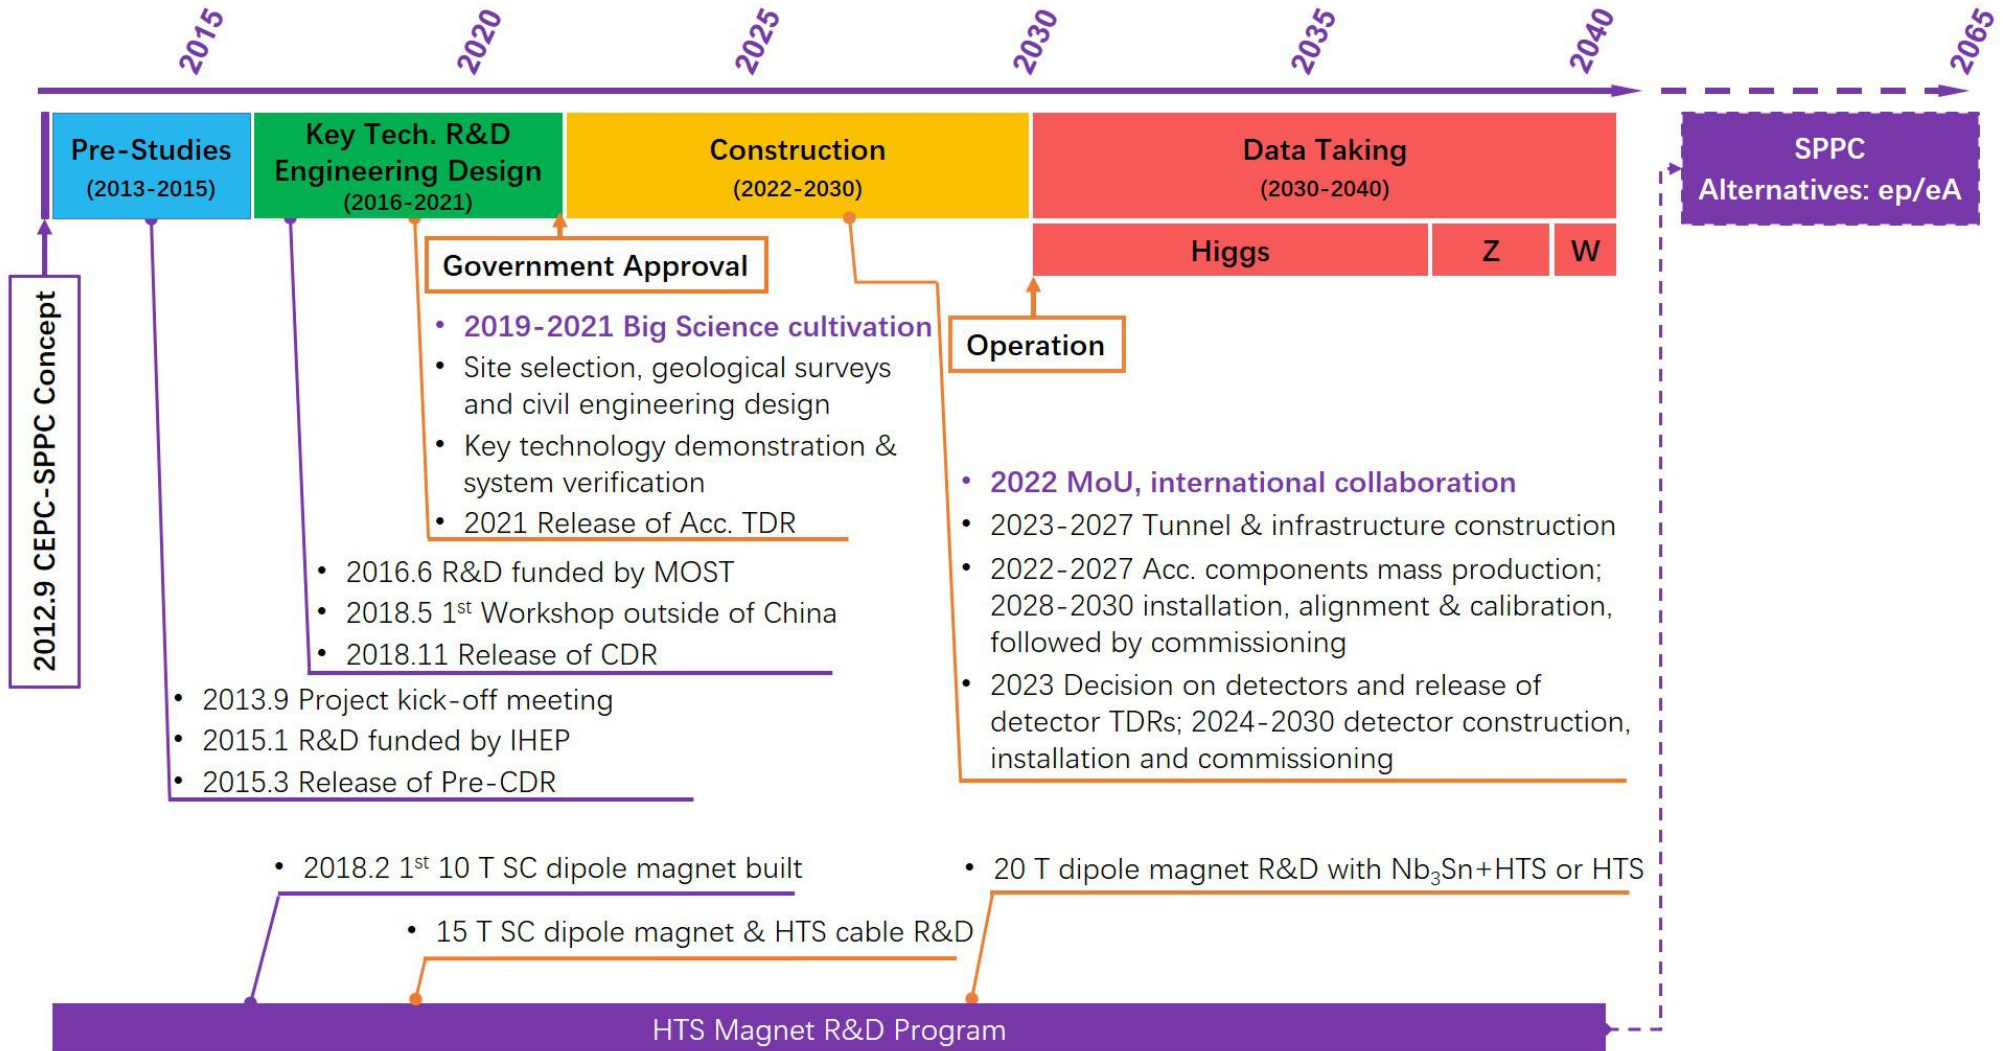 2015
2020
2025
2030
2035
2040
2065
Pre-Studies
(2013-2015)
Key Tech. R&D
Engineering Design
(2016-2021)
Construction
(2022-2030)
Data Taking
(2030-2040)
SPPC
Alternatives: ep/eA
Higgs
Z
W
2012.9 CEPC-SPPC Concept
Government Approval
Operation
• 2019-2021 Big Science cultivation
• Site selection, geological surveys
and civil engineering design
• Key technology demonstration &
system verification
• 2021 Release of Acc. TDR
• 2016.6 R&D funded by MOST
• 2018.5 1st Workshop outside of China
• 2018.11 Release of CDR
• 2013.9 Project kick-off meeting
• 2015.1 R&D funded by IHEP
• 2015.3 Release of Pre-CDR
• 2022 MoU, international collaboration
• 2023-2027 Tunnel & infrastructure construction
• 2022-2027 Acc. components mass production;
2028-2030 installation, alignment & calibration,
followed by commissioning
• 2023 Decision on detectors and release of
detector TDRs; 2024-2030 detector construction,
installation and commissioning
• 2018.2 1st 10 T SC dipole magnet built
• 15 T SC dipole magnet & HTS cable R&D
• 20 T dipole magnet R&D with Nb₃Sn+HTS or HTS
HTS Magnet R&D Program